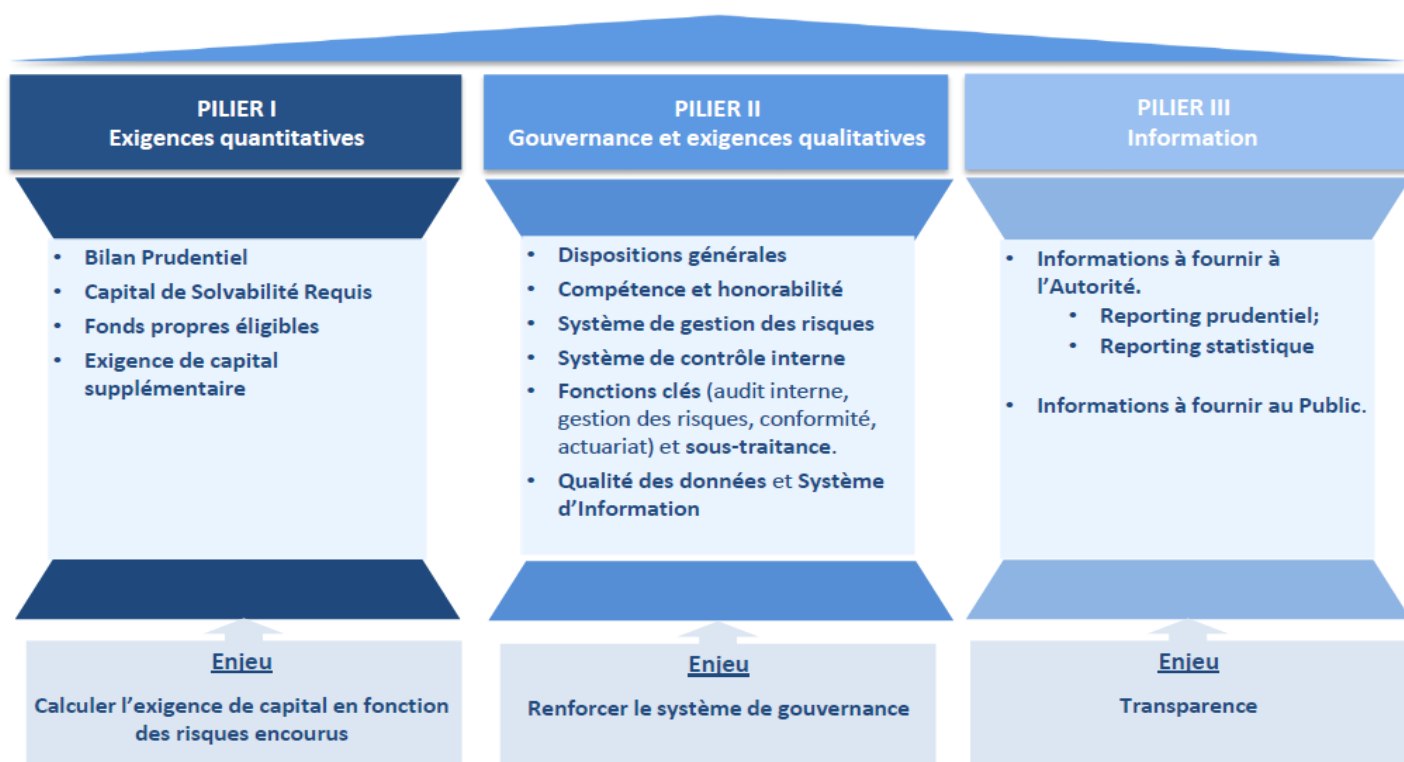 PILIER I
Exigences quantitatives
• Bilan Prudentiel
• Capital de Solvabilité Requis
• Fonds propres éligibles
• Exigence de capital
supplémentaire
Enjeu
Calculer l'exigence de capital en fonction
des risques encourus
PILIER II
Gouvernance et exigences qualitatives
• Dispositions générales
• Compétence et honorabilité
• Système de gestion des risques
• Système de contrôle interne
• Fonctions clés (audit interne,
gestion des risques, conformité,
actuariat) et sous-traitance.
• Qualité des données et Système
d'Information
Enjeu
Renforcer le système de gouvernance
PILIER III
Information
• Informations à fournir à
l'Autorité.
• Reporting prudentiel;
• Reporting statistique
• Informations à fournir au Public.
Enjeu
Transparence